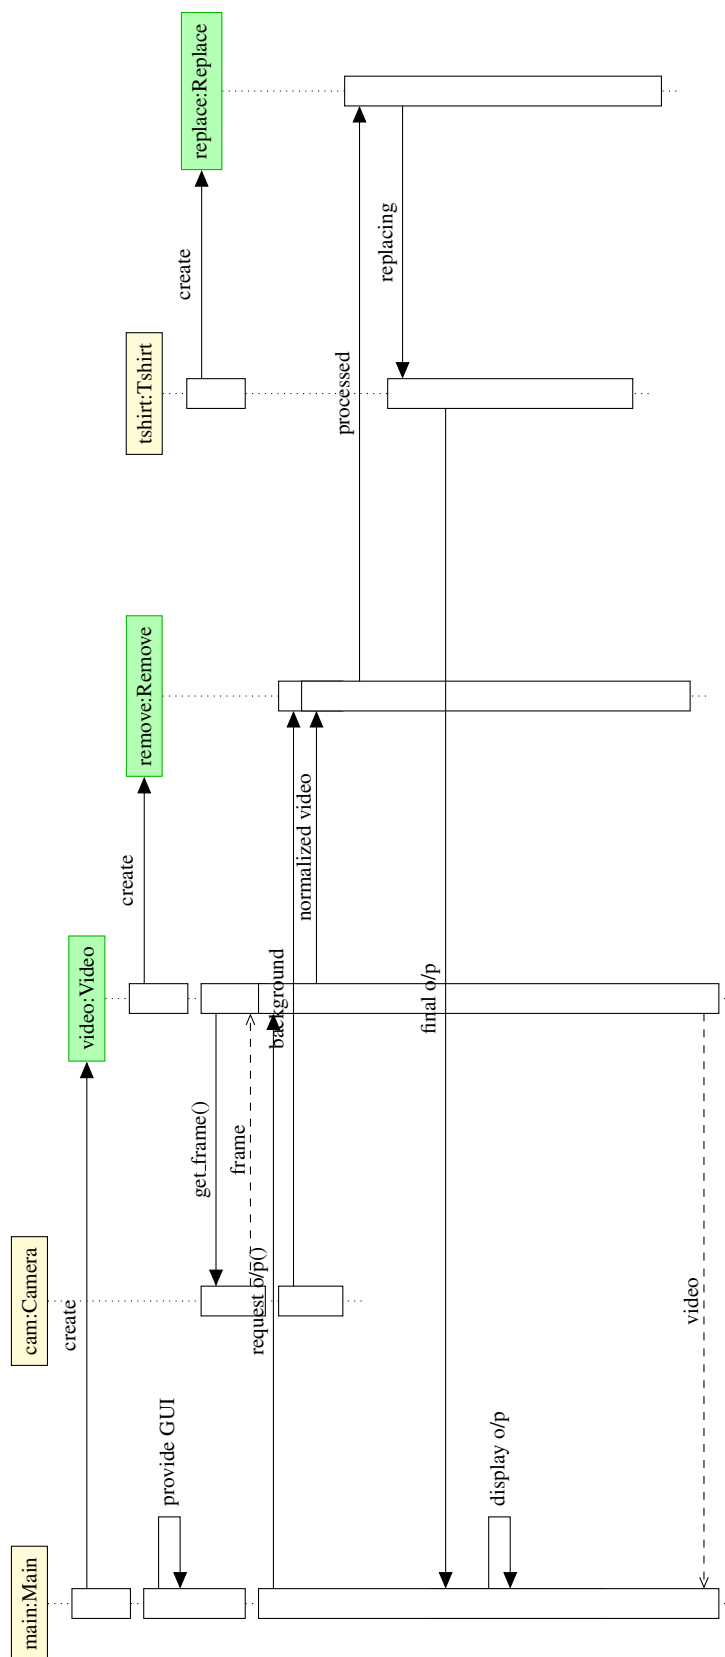 main:Main
cam:Camera
video:Video
remove:Remove
tshirt:Tshirt
replace:Replace
create
create
create
provide GUI
get_frame()
frame
request o/p()
background
normalized video
processed
replacing
final o/p
display o/p
video